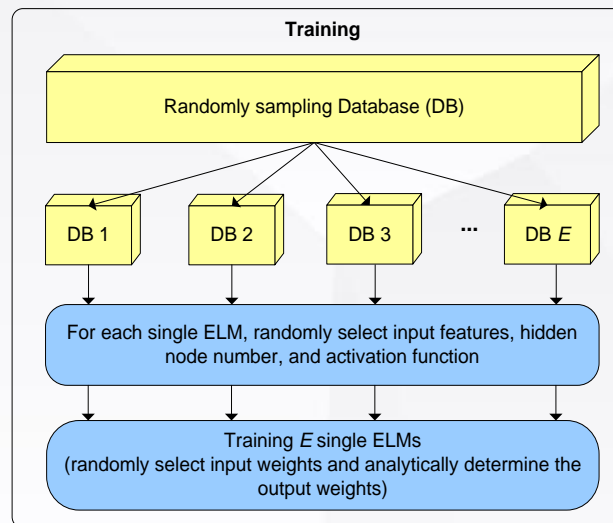 Training
Randomly sampling Database (DB)
DB 1
DB 2
DB 3
...
DB E
For each single ELM, randomly select input features, hidden
node number, and activation function
Training E single ELMs
(randomly select input weights and analytically determine the
output weights)